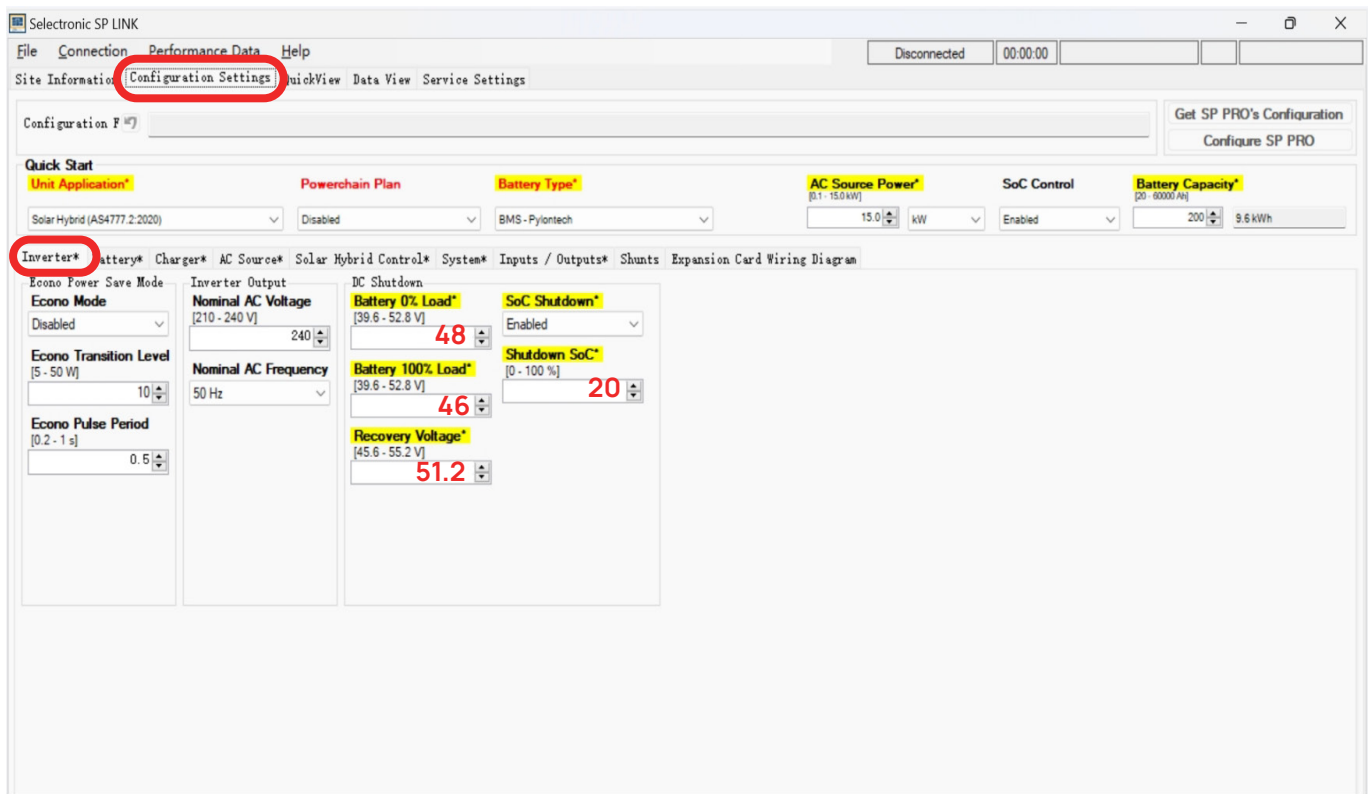 Selectronic SP LINK
File Connection Performance Data Help Disconnected 00:00:00
Site Information Configuration Settings QuickView Data View Service Settings
Configuration F
Get SP PRO's Configuration
Configure SP PRO
Quick Start
Unit Application* Powerchain Plan Battery Type* AC Source Power* SoC Control Battery Capacity*
[0.1 - 15.0 kW] [20 - 60000 Ah]
Solar Hybrid (AS4777.2:2020) Disabled BMS - Pylontech 15.0 kW Enabled 200 9.6 kWh
Inverter* Battery* Charger* AC Source* Solar Hybrid Control* System* Inputs / Outputs* Shunts Expansion Card Wiring Diagram
Econo Power Save Mode
Econo Mode
Disabled
Econo Transition Level
[5 - 50 W]
10
Econo Pulse Period
[0.2 - 1 s]
0.5
Inverter Output
Nominal AC Voltage
[210 - 240 V]
240
Nominal AC Frequency
50 Hz
DC Shutdown
Battery 0% Load*
[39.6 - 52.8 V]
48
Battery 100% Load*
[39.6 - 52.8 V]
46
Recovery Voltage*
[45.6 - 55.2 V]
51.2
SoC Shutdown*
Enabled
Shutdown SoC*
[0 - 100 %]
20